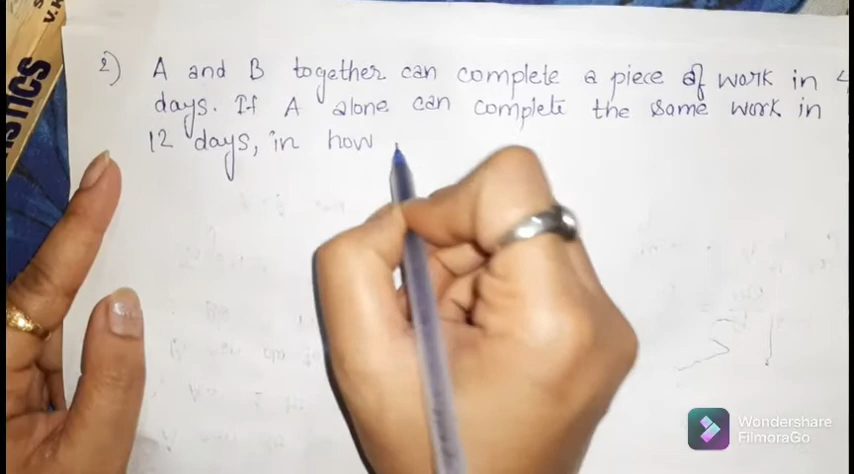 2) A and B together can complete a piece of work in 4
days. If A alone can complete the same work in
12 days, in how
Wondershare
FilmoraGo